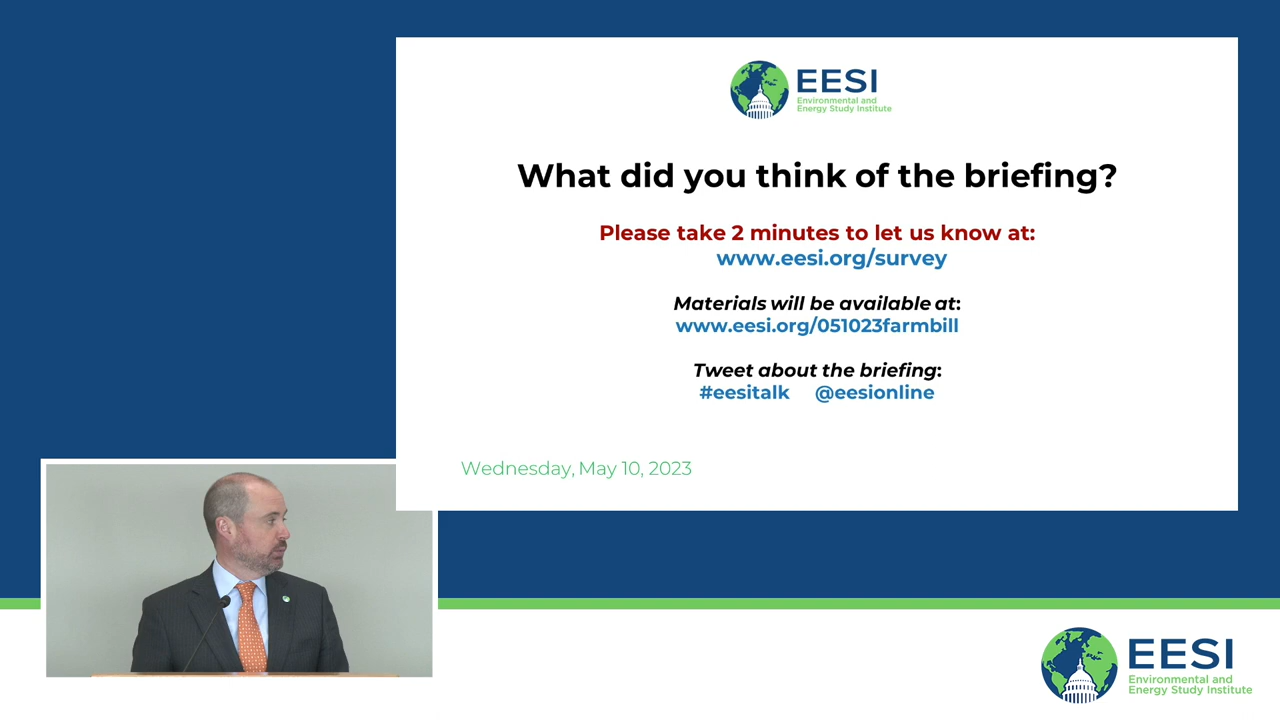 EESI
Environmental and
Energy Study Institute
What did you think of the briefing?
Please take 2 minutes to let us know at:
www.eesi.org/survey
Materials will be available at:
www.eesi.org/051023farmbill
Tweet about the briefing:
#eesitalk @eesionline
Wednesday, May 10, 2023
EESI
Environmental and
Energy Study Institute